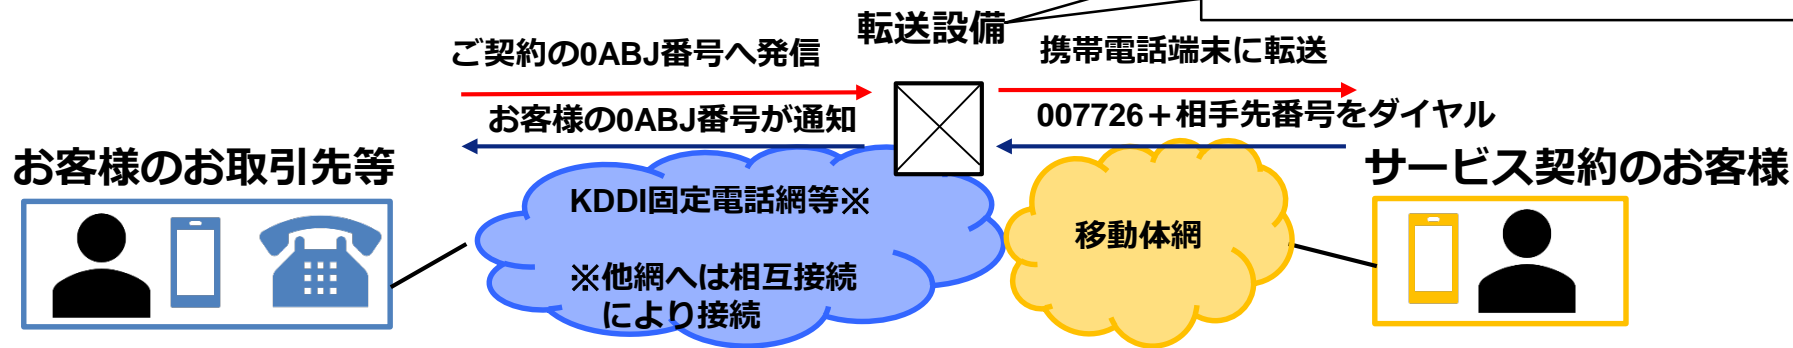 転送設備
ご契約の0ABJ番号へ発信
携帯電話端末に転送
お客様の0ABJ番号が通知
007726＋相手先番号をダイヤル
お客様のお取引先等
サービス契約のお客様
KDDI固定電話網等※
※他網へは相互接続
により接続
移動体網